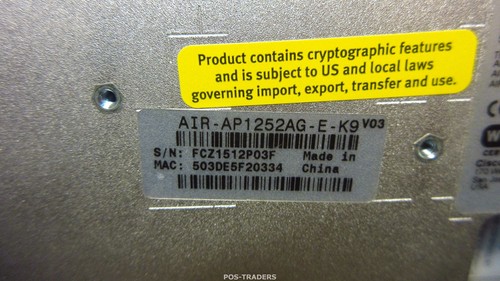 Product contains cryptographic features
and is subject to US and local laws
governing import, export, transfer and use.
AIR-AP1252AG-E-K9 V03
S/N: FCZ1512P03F Made in
MAC: 503DE5F20334 China
POS-TRADERS